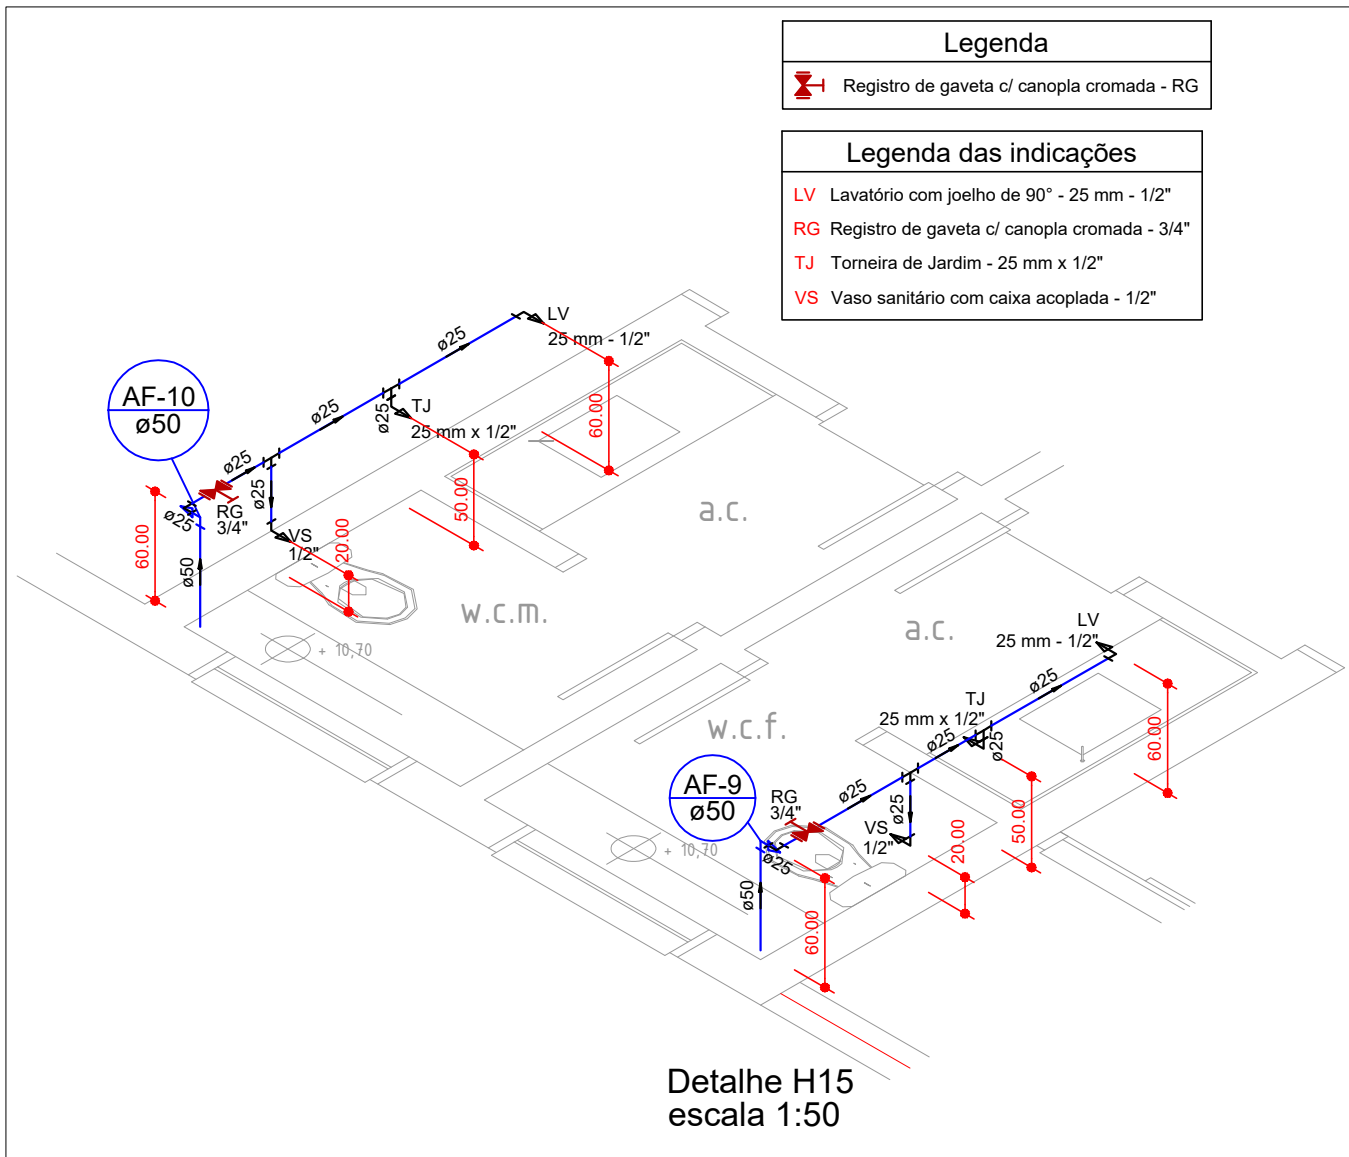 Legenda
Registro de gaveta c/ canopla cromada - RG
Legenda das indicações
LV Lavatório com joelho de 90° - 25 mm - 1/2"
RG Registro de gaveta c/ canopla cromada - 3/4"
TJ Torneira de Jardim - 25 mm x 1/2"
VS Vaso sanitário com caixa acoplada - 1/2"
LV
25 mm - 1/2"
ø25
AF-10
ø50
ø25
ø25
TJ
25 mm x 1/2"
60.00
ø25
ø25
RG
3/4"
ø25
60.00
ø50
VS
1/2"
20.00
50.00
a.c.
w.c.m.
+ 10,70
a.c.
LV
25 mm - 1/2"
ø25
TJ
25 mm x 1/2"
ø25
ø25
60.00
w.c.f.
AF-9
ø50
RG
3/4"
ø25
ø25
VS
1/2"
+ 10,70
ø25
ø50
60.00
20.00
50.00
Detalhe H15
escala 1:50